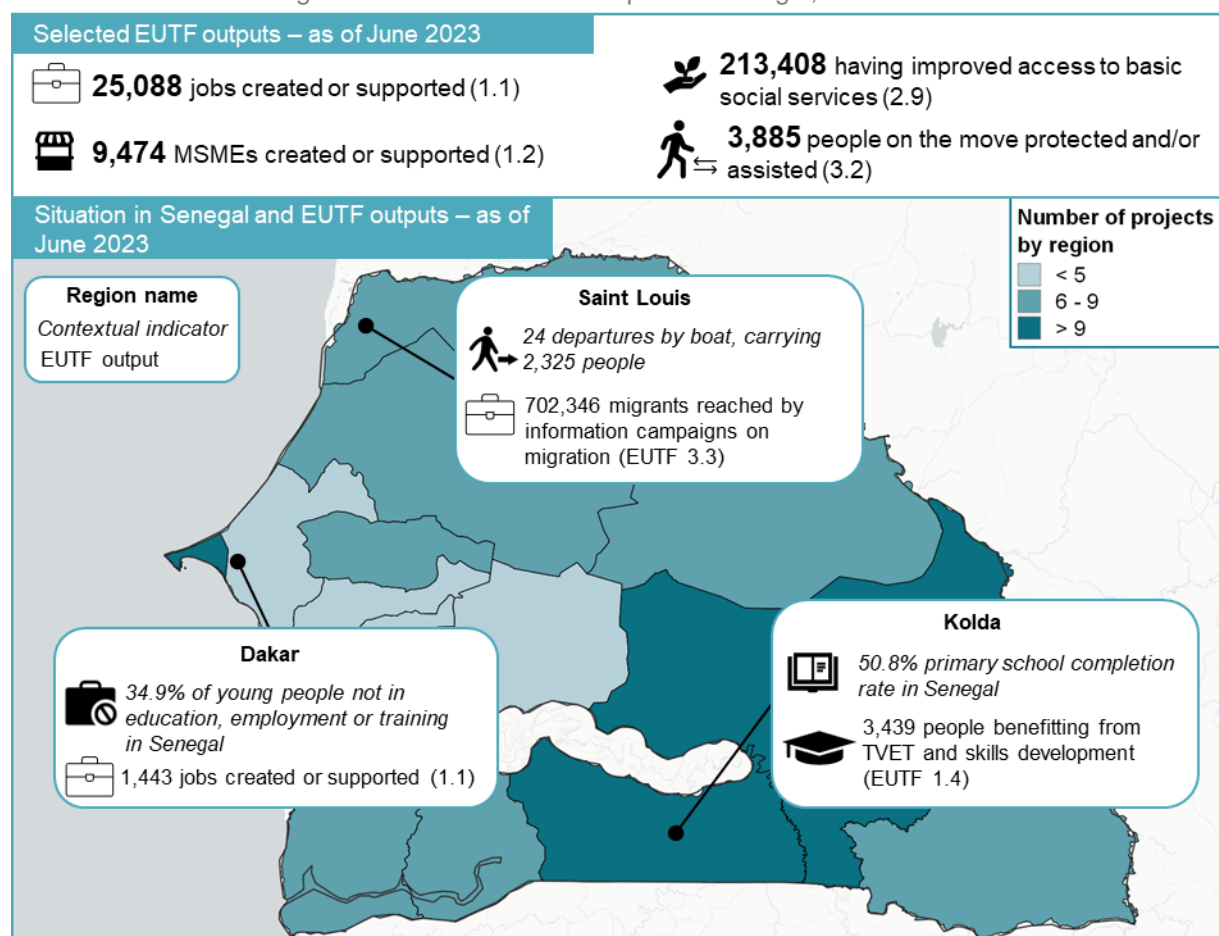 Selected EUTF outputs – as of June 2023
25,088 jobs created or supported (1.1)
9,474 MSMEs created or supported (1.2)
213,408 having improved access to basic
social services (2.9)
3,885 people on the move protected and/or
assisted (3.2)
Situation in Senegal and EUTF outputs – as of
June 2023
Number of projects
by region
< 5
6 - 9
> 9
Region name
Contextual indicator
EUTF output
Saint Louis
24 departures by boat, carrying
2,325 people
702,346 migrants reached by
information campaigns on
migration (EUTF 3.3)
Dakar
34.9% of young people not in
education, employment or training
in Senegal
1,443 jobs created or supported (1.1)
Kolda
50.8% primary school completion
rate in Senegal
3,439 people benefitting from
TVET and skills development
(EUTF 1.4)